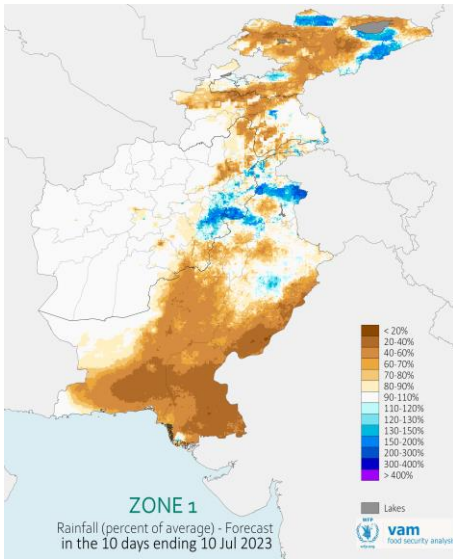 < 20%
20-40%
40-60%
60-70%
70-80%
80-90%
90-110%
110-120%
120-130%
130-150%
150-200%
200-300%
300-400%
> 400%
Lakes
ZONE 1
Rainfall (percent of average) - Forecast
in the 10 days ending 10 Jul 2023
WFP
vam
food security analysis